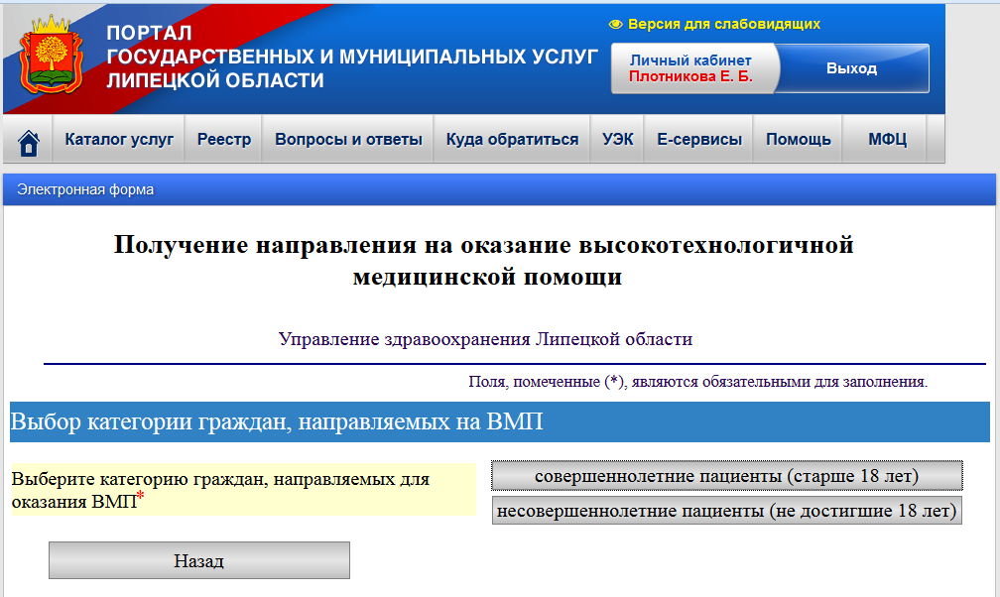 ПОРТАЛ
ГОСУДАРСТВЕННЫХ И МУНИЦИПАЛЬНЫХ УСЛУГ
ЛИПЕЦКОЙ ОБЛАСТИ
Версия для слабовидящих
Личный кабинет
Плотникова Е. Б.
Выход
Каталог услуг Реестр Вопросы и ответы Куда обратиться УЭК Е-сервисы Помощь МФЦ
Электронная форма
Получение направления на оказание высокотехнологичной
медицинской помощи
Управление здравоохранения Липецкой области
Поля, помеченные (*), являются обязательными для заполнения.
Выбор категории граждан, направляемых на ВМП
Выберите категорию граждан, направляемых для
оказания ВМП*
совершеннолетние пациенты (старше 18 лет)
несовершеннолетние пациенты (не достигшие 18 лет)
Назад